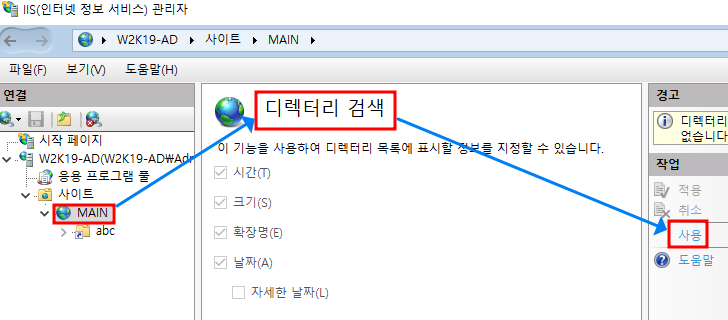 IIS(인터넷 정보 서비스) 관리자
W2K19-AD 사이트 MAIN
파일(F) 보기(V) 도움말(H)
연결
시작 페이지
W2K19-AD(W2K19-AD\Adr
응용 프로그램 풀
사이트
MAIN
abc
디렉터리 검색
이 기능을 사용하여 디렉터리 목록에 표시할 정보를 지정할 수 있습니다.
시간(T)
크기(S)
확장명(E)
날짜(A)
자세한 날짜(L)
경고
디렉터리
없습니다
작업
적용
취소
사용
도움말